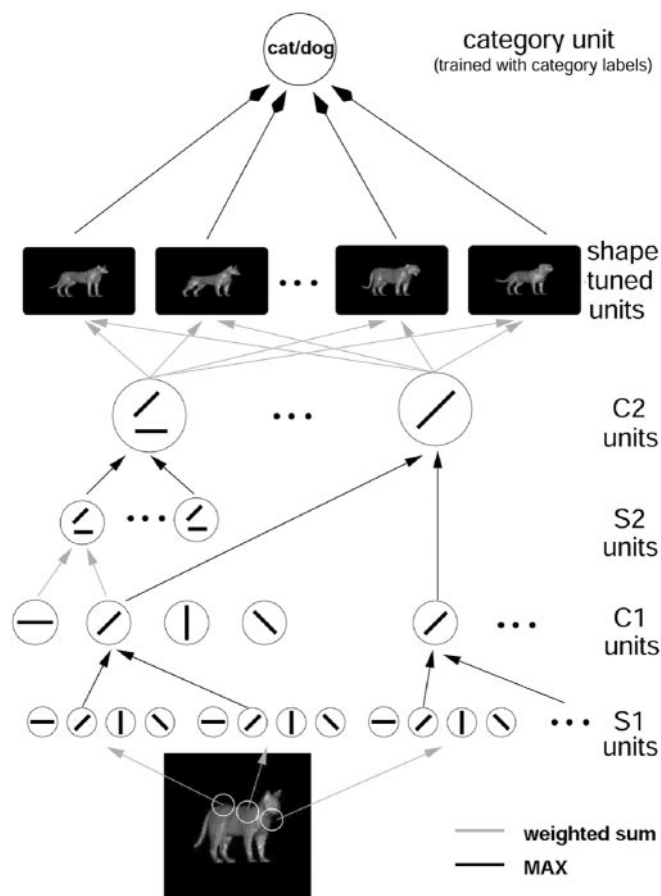 cat/dog
category unit
(trained with category labels)
shape
tuned
units
C2
units
S2
units
C1
units
S1
units
weighted sum
MAX